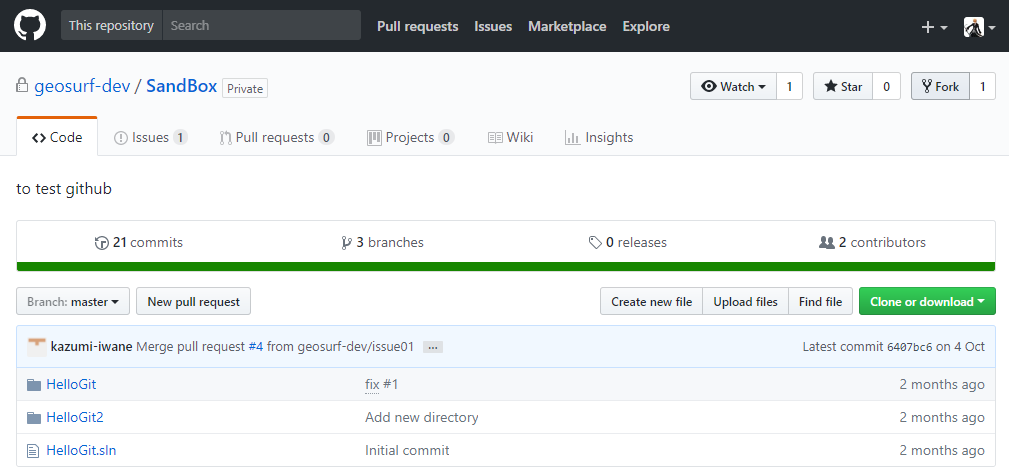 This repository Search Pull requests Issues Marketplace Explore
geosurf-dev / SandBox Private Watch 1 Star 0 Fork 1
Code Issues 1 Pull requests 0 Projects 0 Wiki Insights
to test github
21 commits 3 branches 0 releases 2 contributors
Branch: master New pull request Create new file Upload files Find file Clone or download
kazumi-iwane Merge pull request #4 from geosurf-dev/issue01 ... Latest commit 6407bc6 on 4 Oct
HelloGit fix #1 2 months ago
HelloGit2 Add new directory 2 months ago
HelloGit.sln Initial commit 2 months ago